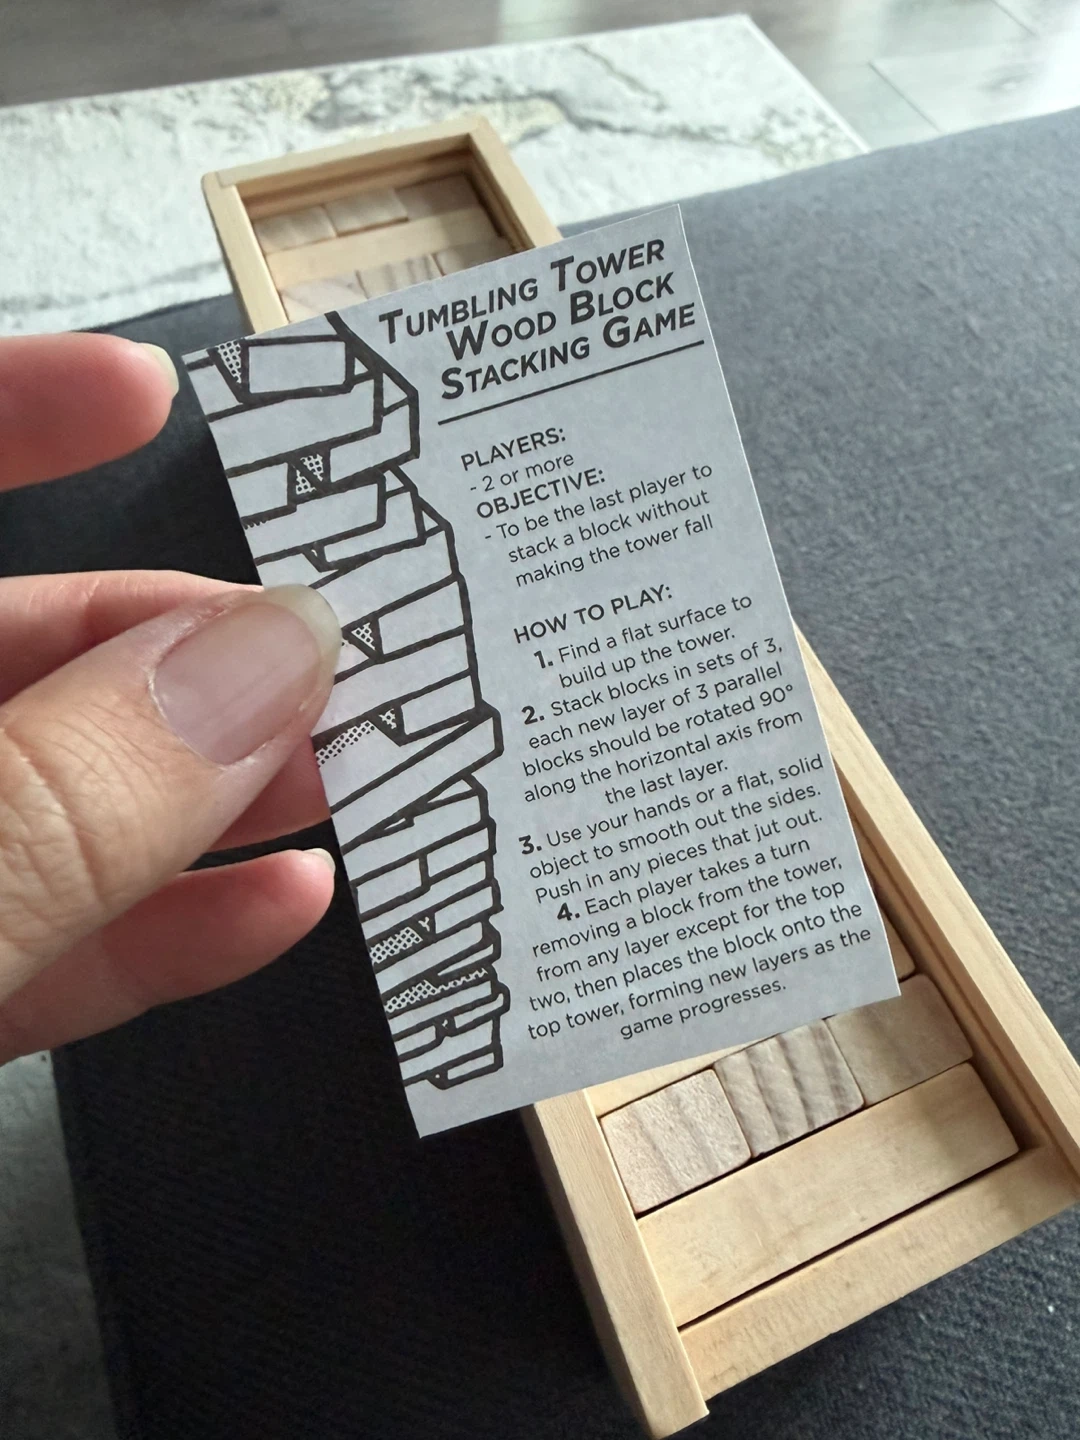 TUMBLING TOWER
WOOD BLOCK
STACKING GAME
PLAYERS:
- 2 or more
OBJECTIVE:
- To be the last player to
stack a block without
making the tower fall
HOW TO PLAY:
1. Find a flat surface to
build up the tower.
2. Stack blocks in sets of 3,
each new layer of 3 parallel
blocks should be rotated 90°
along the horizontal axis from
the last layer.
3. Use your hands or a flat, solid
object to smooth out the sides.
Push in any pieces that jut out.
4. Each player takes a turn
removing a block from the tower,
from any layer except for the top
two, then places the block onto the
top tower, forming new layers as the
game progresses.